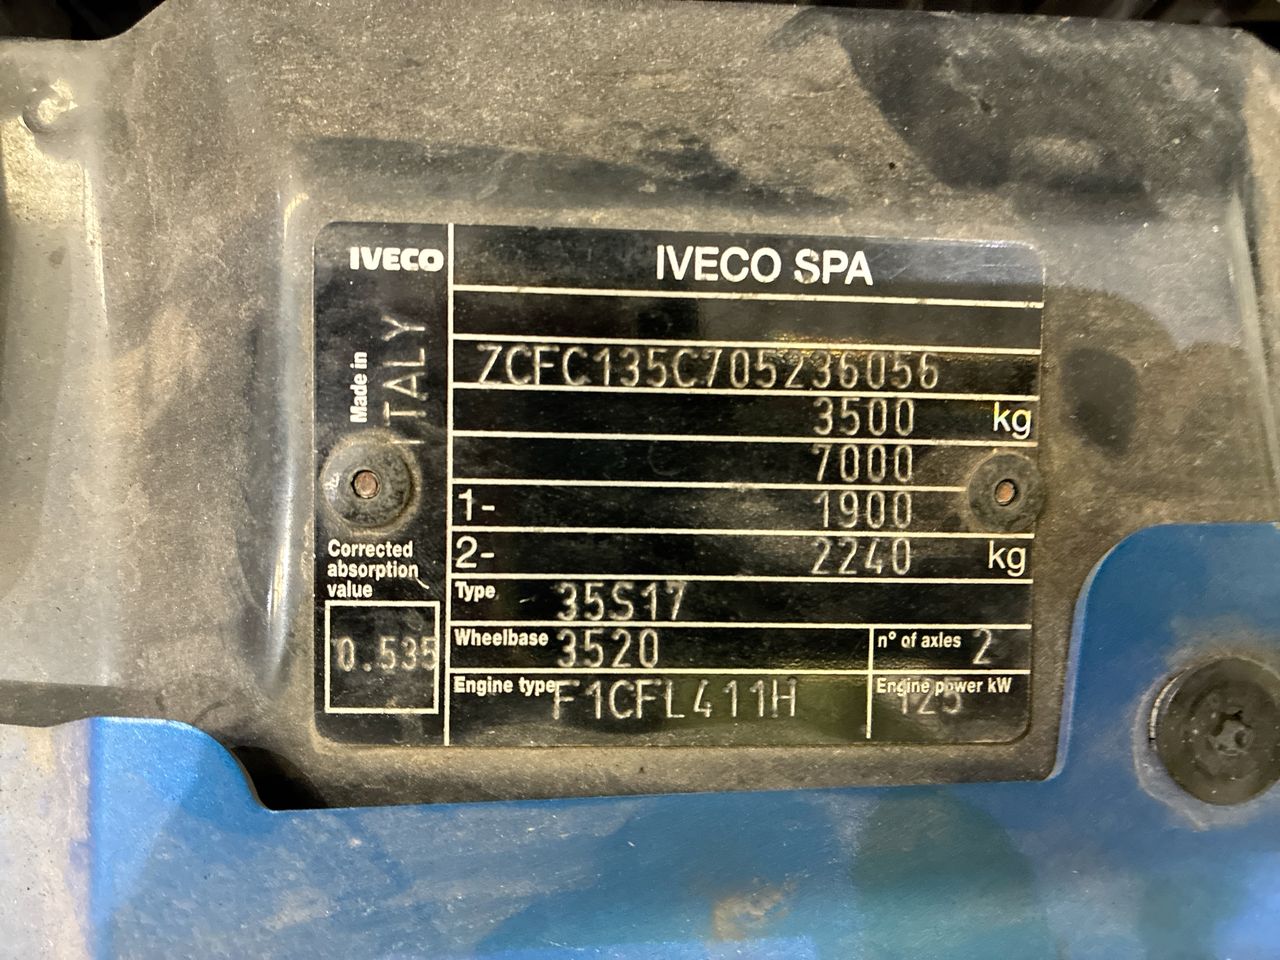 IVECO
IVECO SPA
Made in
ITALY
ZCFC135C705236056
3500 kg
7000
1- 1900
2- 2240 kg
Corrected
absorption
value
0.535
Type 35S17
Wheelbase 3520
n° of axles 2
Engine type F1CFL411H
Engine power kW
125